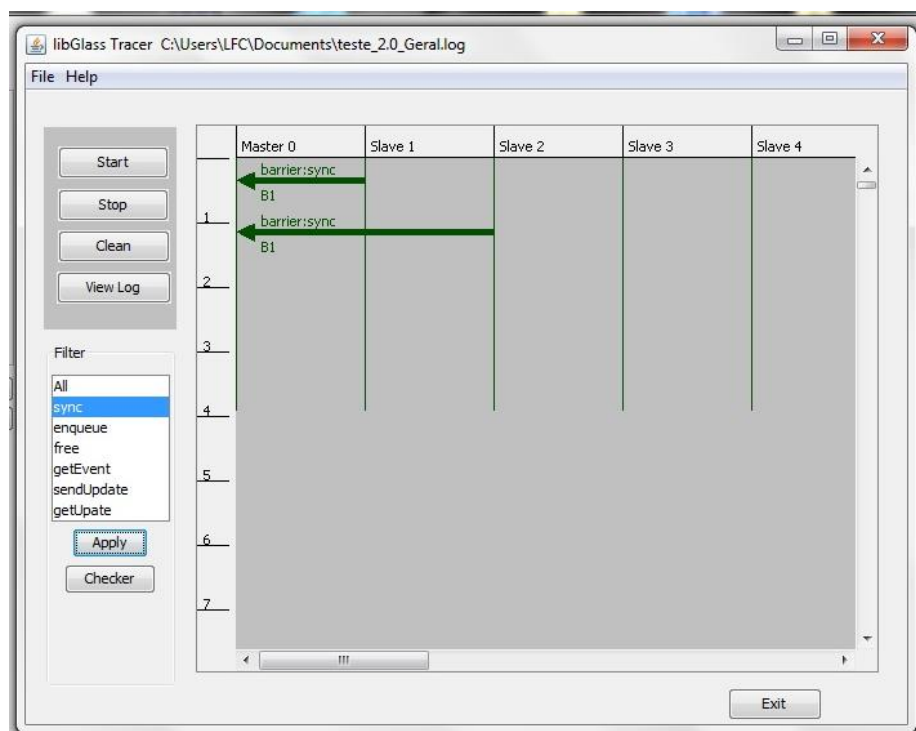 libGlass Tracer C:\Users\LFC\Documents\teste_2.0_Geral.log
File Help
Start
Stop
Clean
View Log
Filter
All
sync
enqueue
free
getEvent
sendUpdate
getUpate
Apply
Checker
Master 0 Slave 1 Slave 2 Slave 3 Slave 4
barrier:sync
B1
1
barrier:sync
B1
2
3
4
5
6
7
Exit